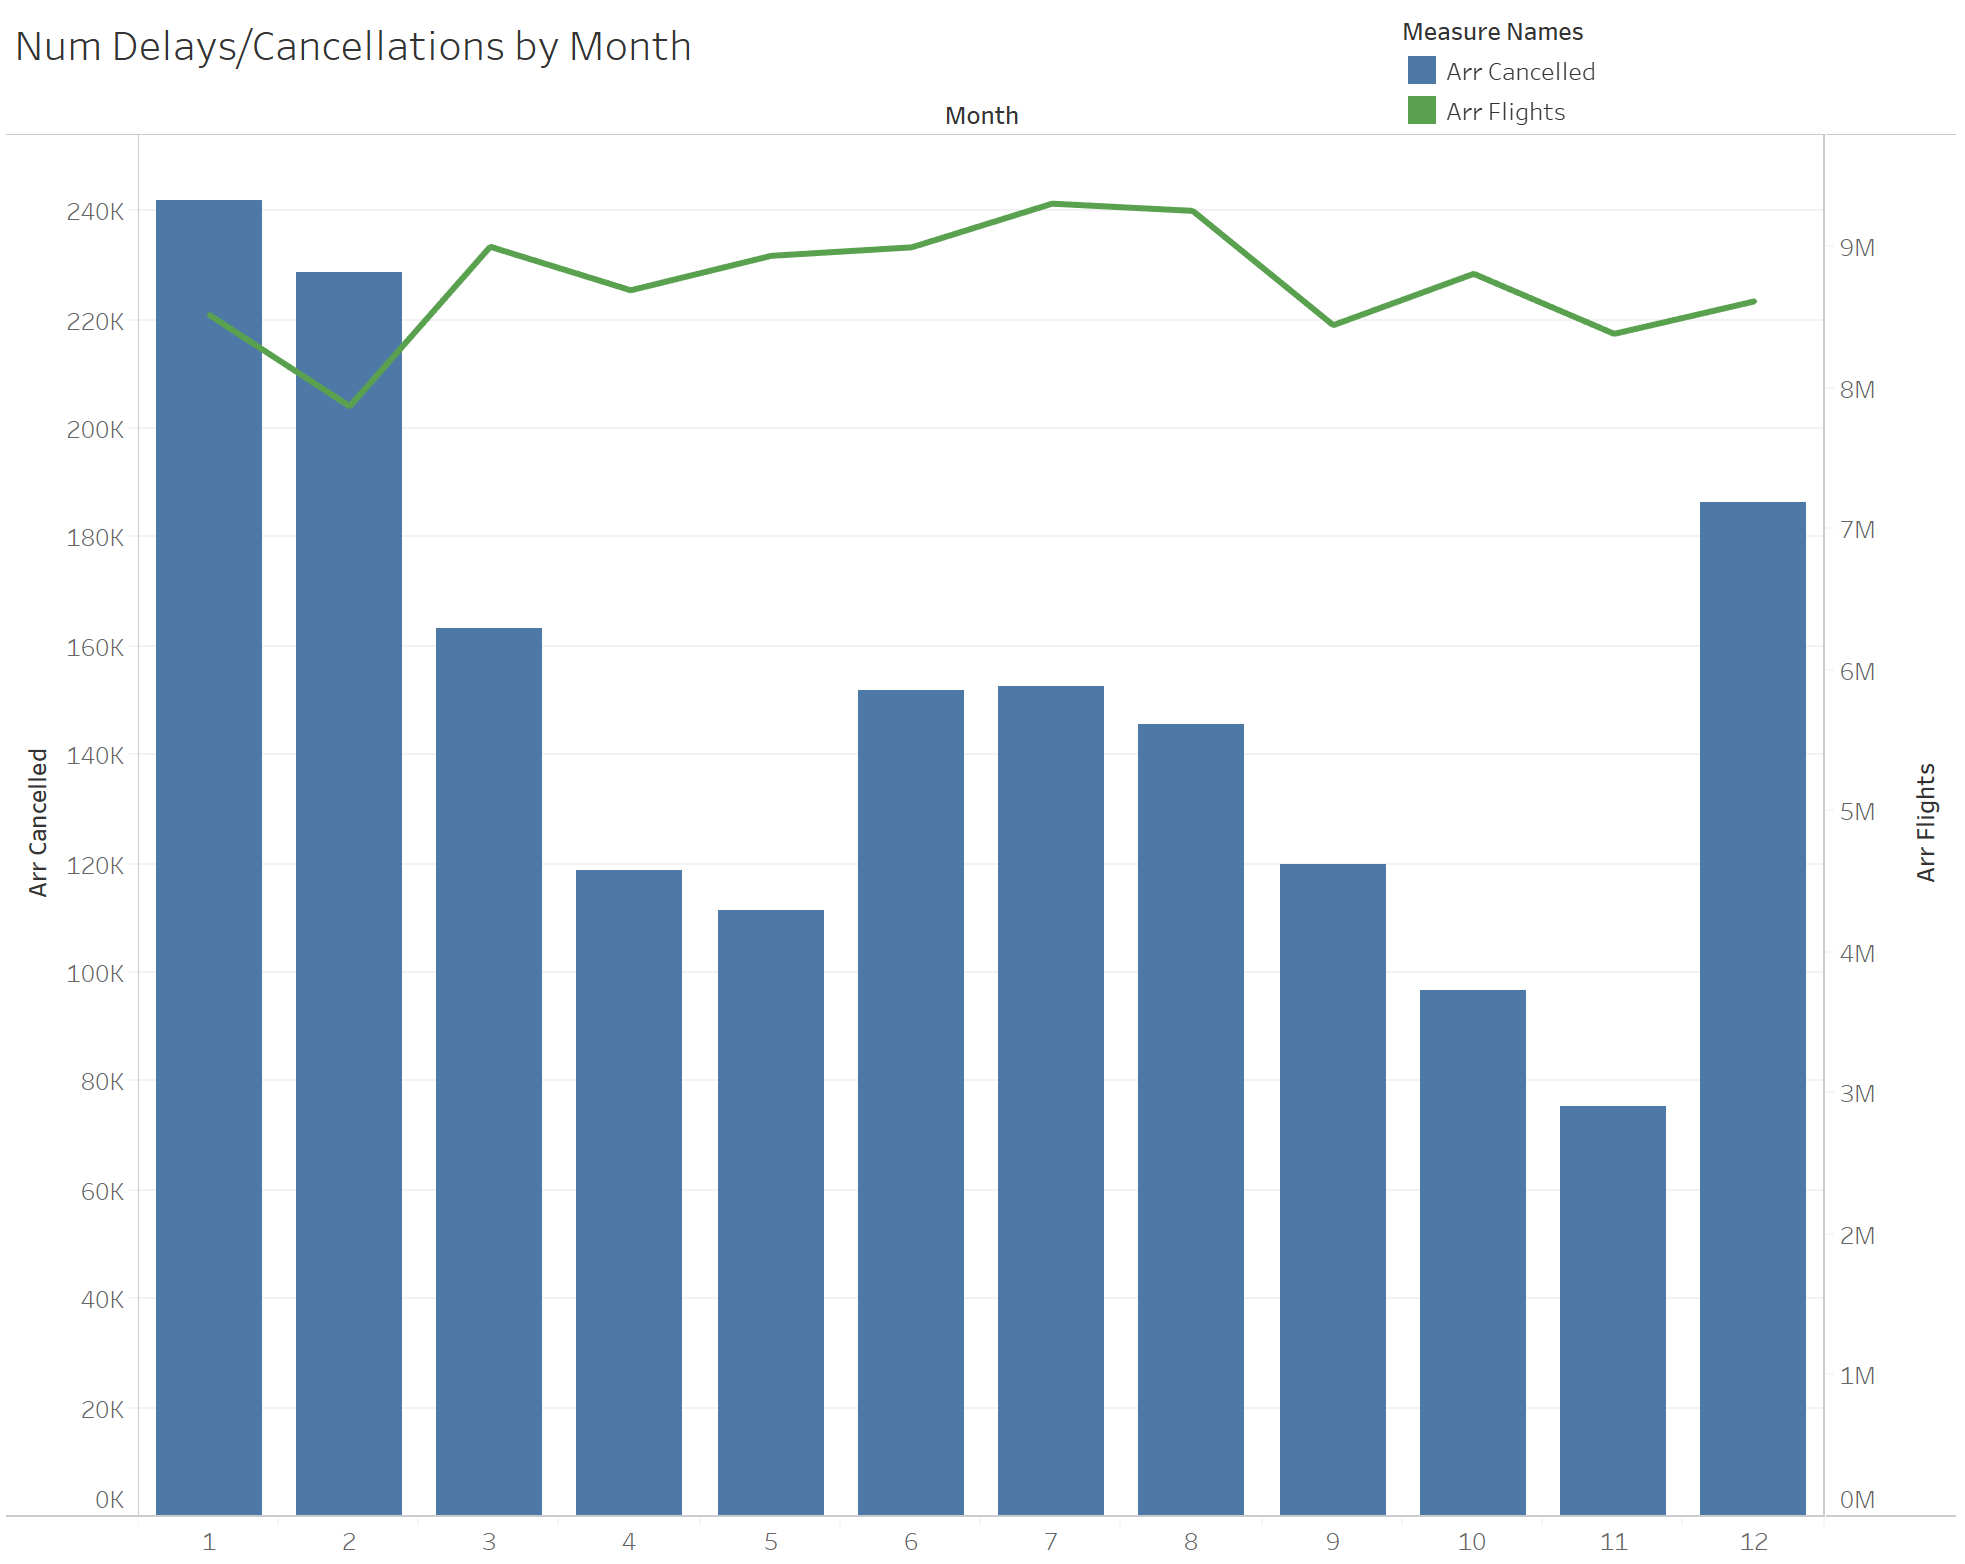 Num Delays/Cancellations by Month
Measure Names
Arr Cancelled
Arr Flights
Month
240K
220K
200K
180K
160K
140K
120K
100K
80K
60K
40K
20K
0K
Arr Cancelled
9M
8M
7M
6M
5M
4M
3M
2M
1M
0M
Arr Flights
1 2 3 4 5 6 7 8 9 10 11 12